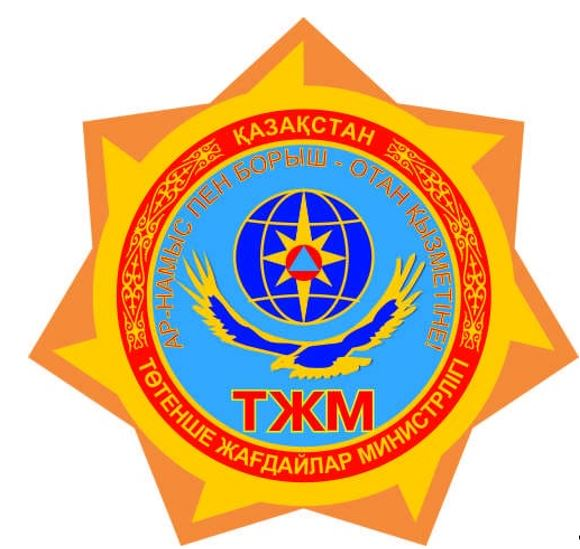 ҚАЗАҚСТАН
АР-НАМЫС ПЕН БОРЫШ - ОТАН ҚЫЗМЕТІНЕ!
ТЖМ
ТӨТЕНШЕ ЖАҒДАЙЛАР МИНИСТРЛІГІ